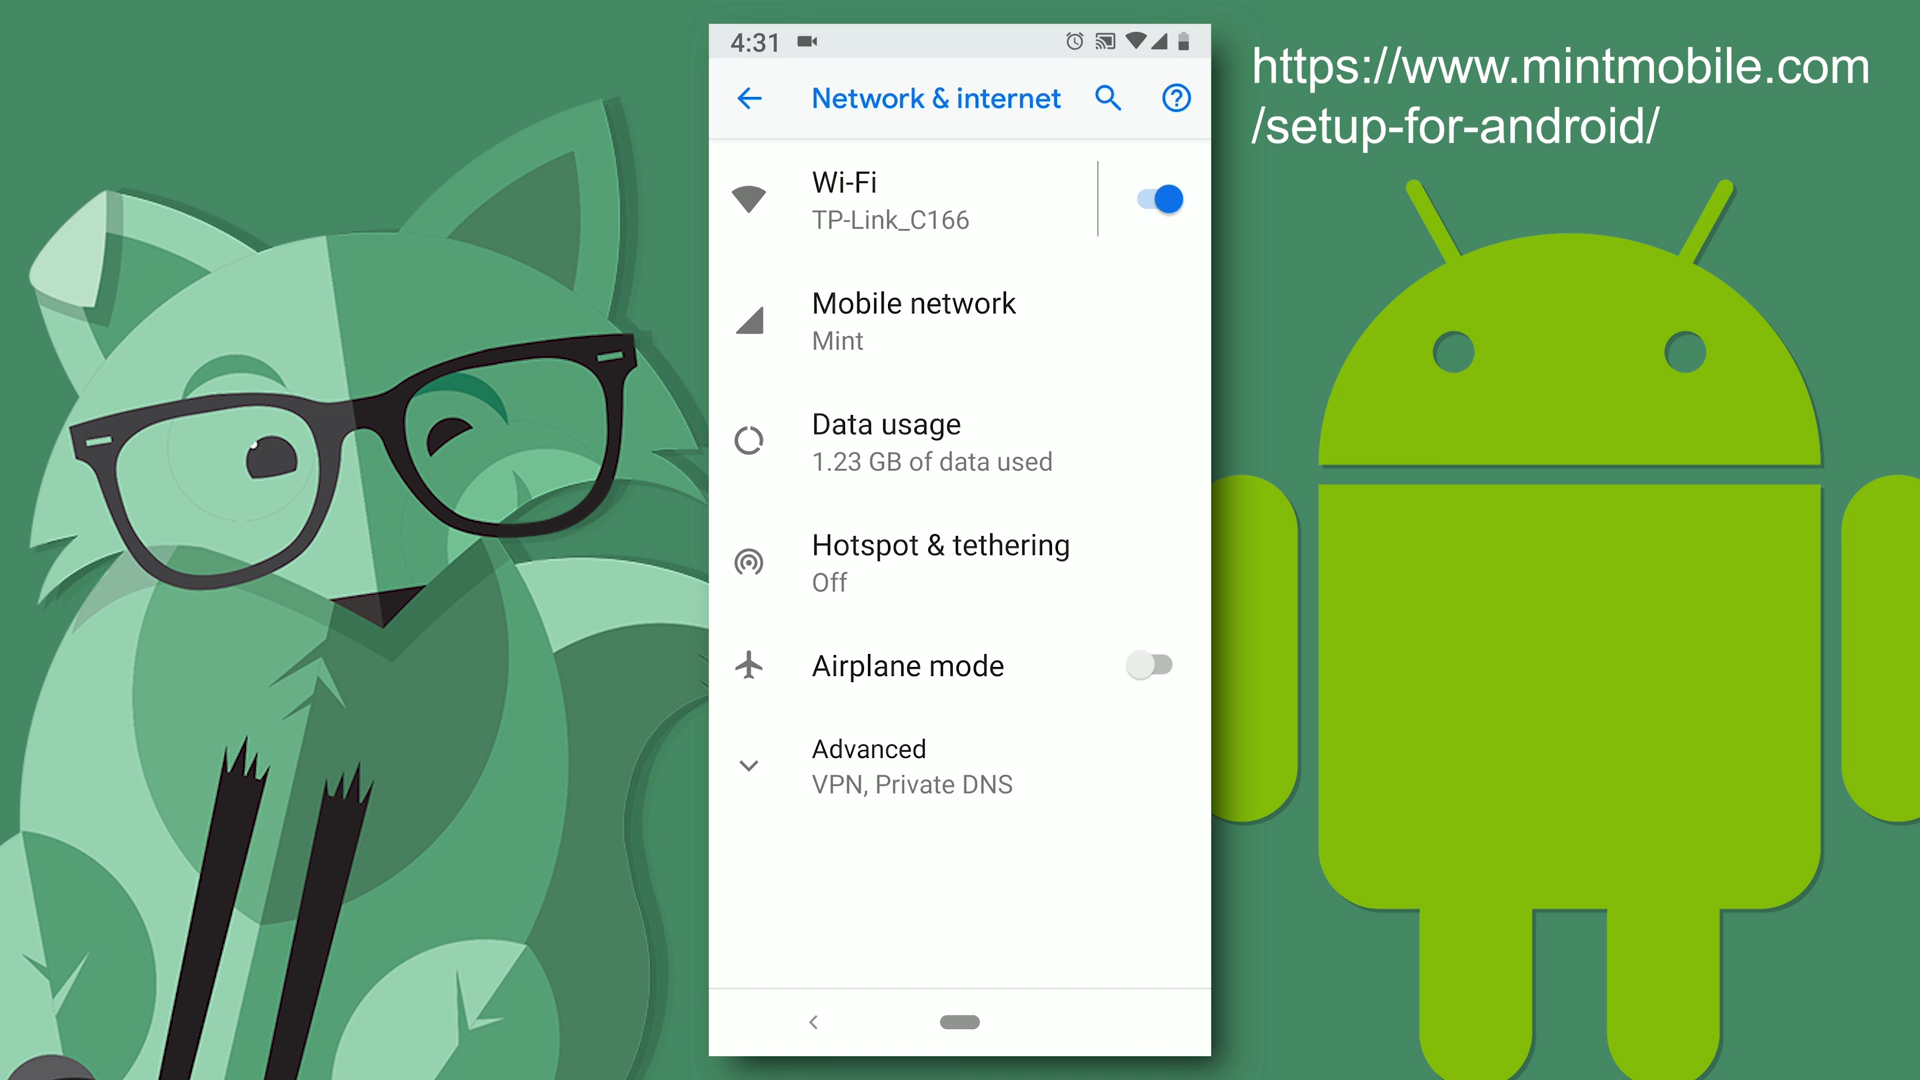 4:31
Network & internet
Wi-Fi
TP-Link_C166
Mobile network
Mint
Data usage
1.23 GB of data used
Hotspot & tethering
Off
Airplane mode
Advanced
VPN, Private DNS
https://www.mintmobile.com
/setup-for-android/